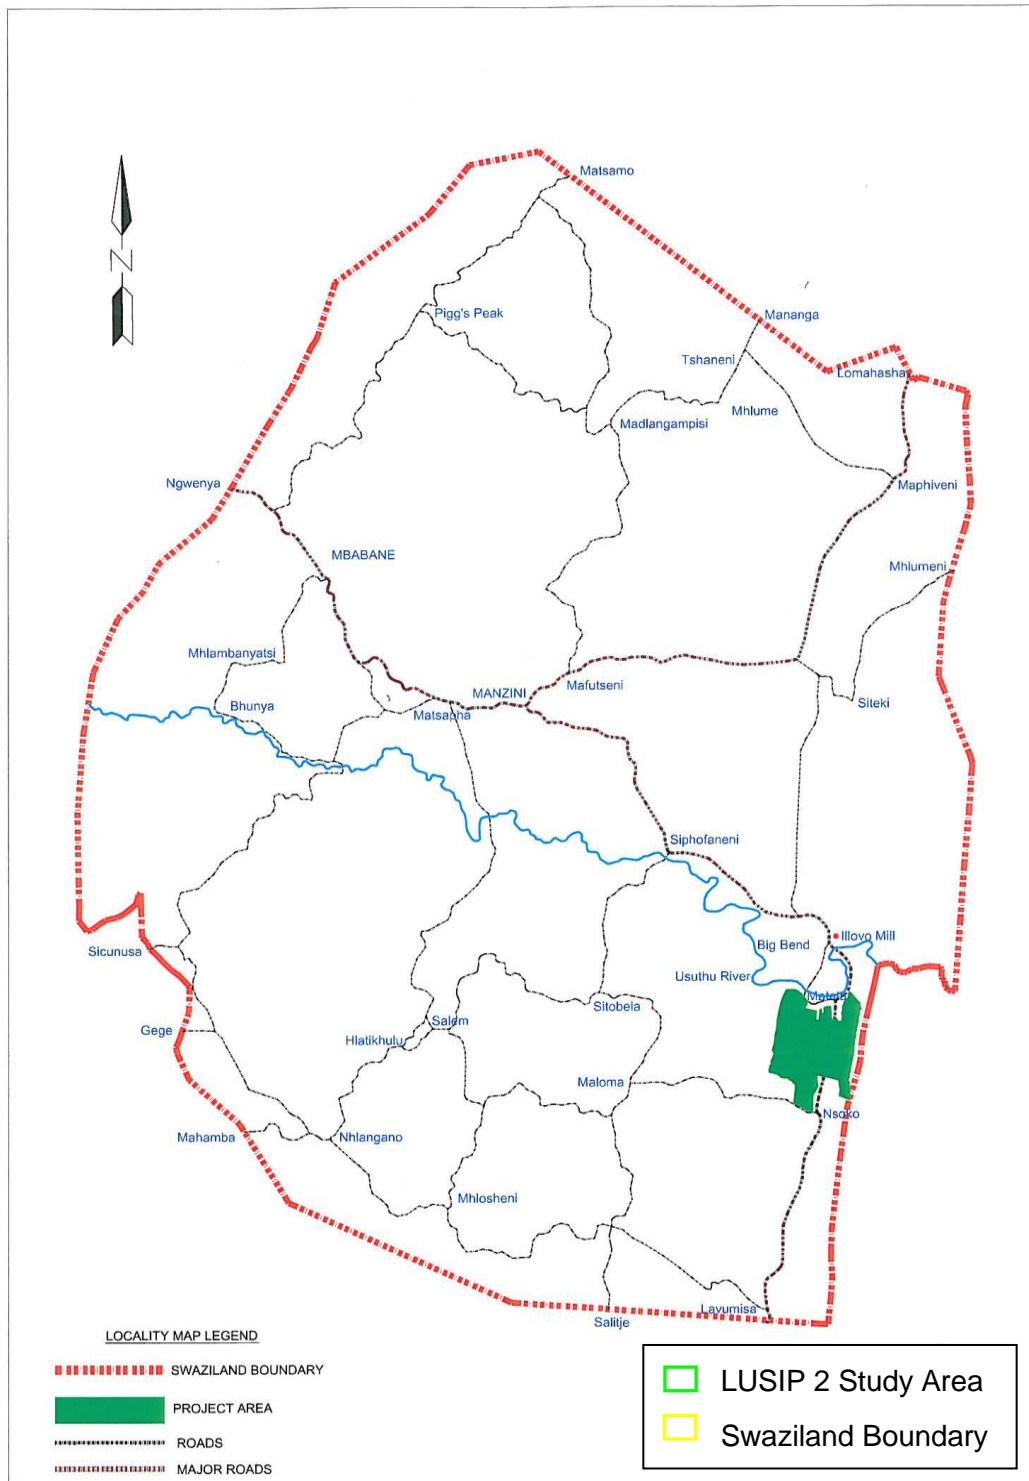 Matsamo
Pigg's Peak
Mananga
Tshaneni
Lomahasha
Mhlume
Madlangampisi
Ngwenya
Maphiveni
MBABANE
Mhlumeni
Mhlambanyatsi
Mafutseni
MANZINI
Siteki
Bhunya
Matsapha
Siphofaneni
Illovo Mill
Big Bend
Sicunusa
Usuthu River
Sitobela
Salem
Gege
Hlatikhulu
Maloma
Nsoko
Mahamba
Nhlangano
Mhlosheni
Lavumisa
Salitje
N
LOCALITY MAP LEGEND
SWAZILAND BOUNDARY
PROJECT AREA
ROADS
MAJOR ROADS
LUSIP 2 Study Area
Swaziland Boundary